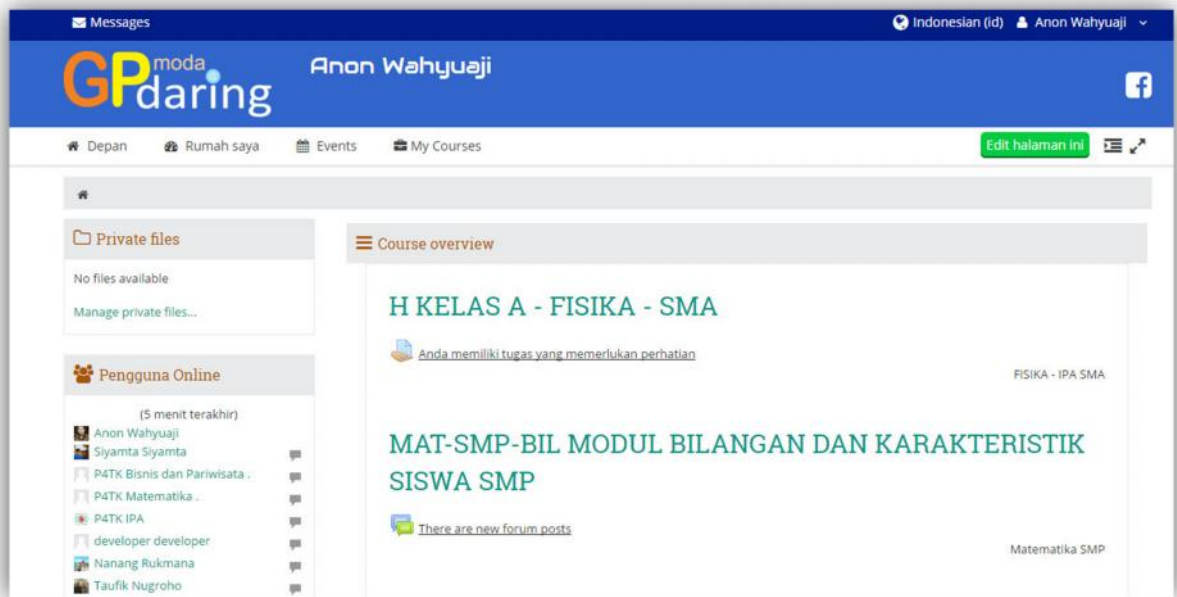 Messages
Indonesian (id) Anon Wahyuaji
GP moda daring
Anon Wahyuaji
Depan Rumah saya Events My Courses
Edit halaman ini
Private files
No files available
Manage private files...
Pengguna Online
(5 menit terakhir)
Anon Wahyuaji
Siyamta Siyamta
P4TK Bisnis dan Pariwisata .
P4TK Matematika .
P4TK IPA
developer developer
Nanang Rukmana
Taufik Nugroho
Course overview
H KELAS A - FISIKA - SMA
Anda memiliki tugas yang memerlukan perhatian
FISIKA - IPA SMA
MAT-SMP-BIL MODUL BILANGAN DAN KARAKTERISTIK
SISWA SMP
There are new forum posts
Matematika SMP